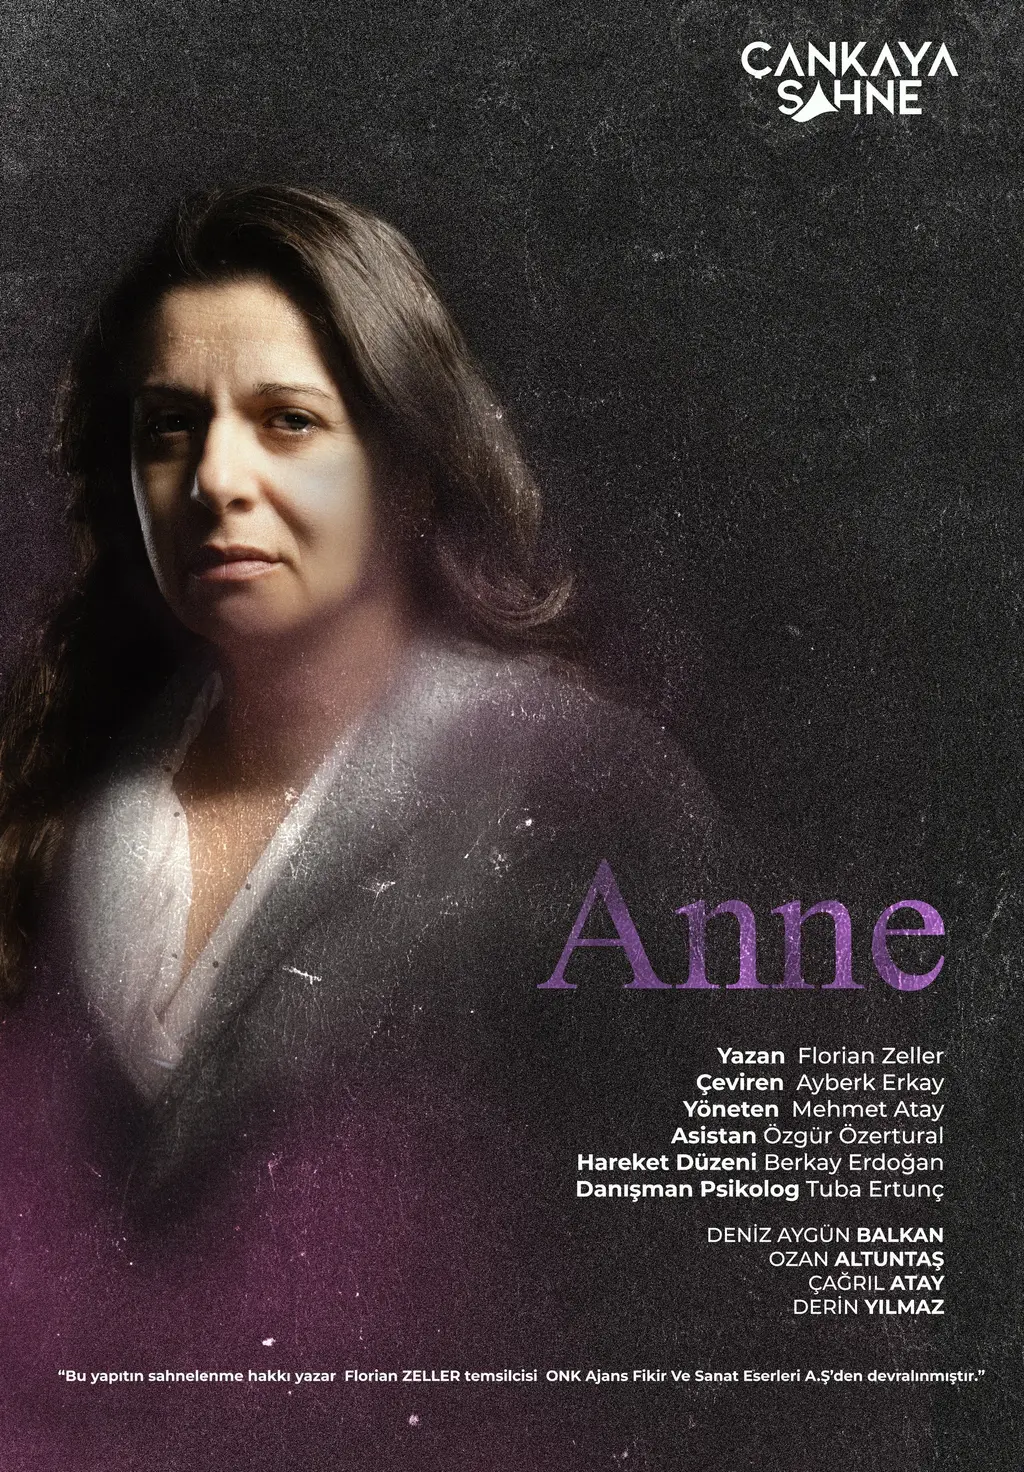 ÇANKAYA
SAHNE
Anne
Yazan Florian Zeller
Çeviren Ayberk Erkay
Yöneten Mehmet Atay
Asistan Özgür Özertural
Hareket Düzeni Berkay Erdoğan
Danışman Psikolog Tuba Ertunç
DENİZ AYGÜN BALKAN
OZAN ALTUNTAŞ
ÇAĞRIL ATAY
DERİN YILMAZ
“Bu yapıtın sahnelenme hakkı yazar Florian ZELLER temsilcisi ONK Ajans Fikir Ve Sanat Eserleri A.Ş’den devralınmıştır.”